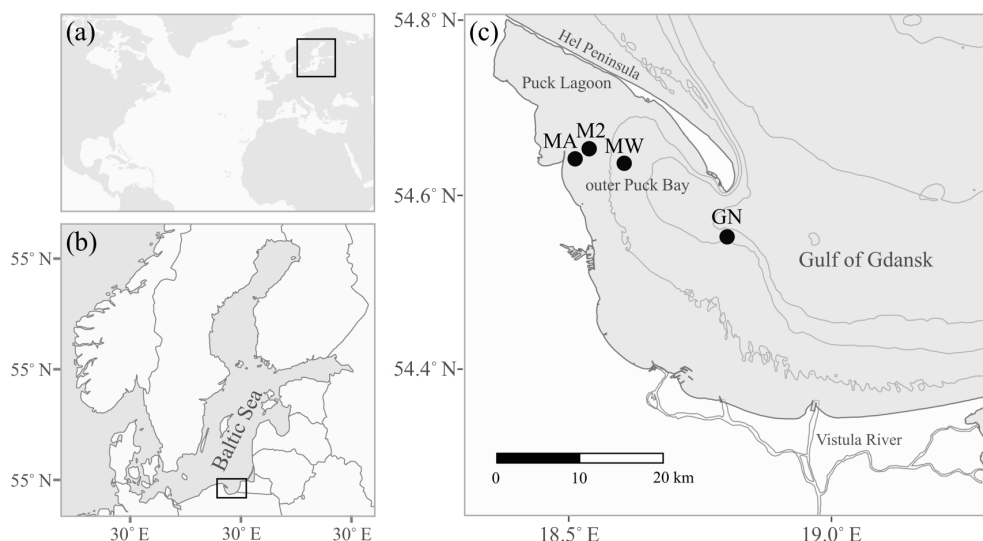 (a)
(b)
55° N
55° N
55° N
30° E
30° E
30° E
Baltic Sea
(c)
54.8° N
54.6° N
54.4° N
Hel Peninsula
Puck Lagoon
MA
M2
MW
outer Puck Bay
GN
Gulf of Gdansk
Vistula River
0
10
20 km
18.5° E
19.0° E